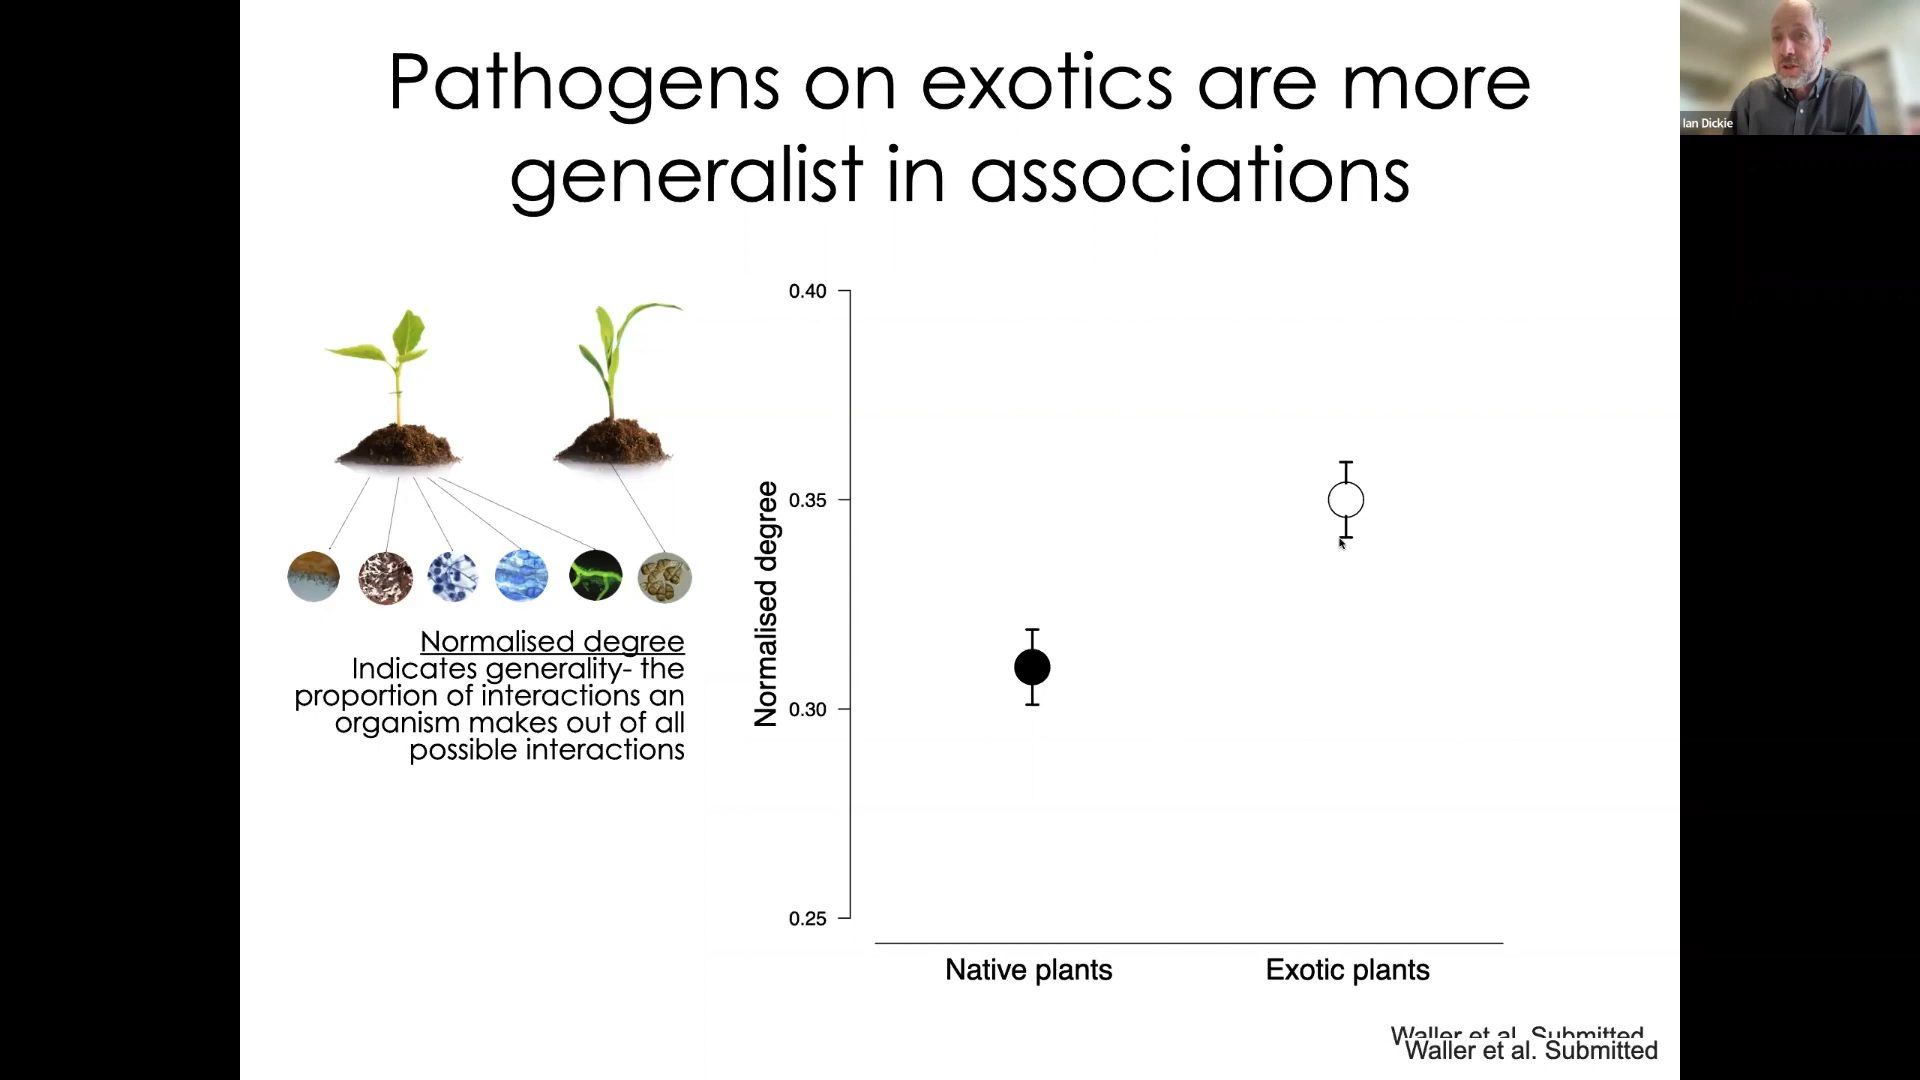 Pathogens on exotics are more
generalist in associations
Ian Dickie
0.40
0.35
0.30
0.25
Normalised degree
Normalised degree
Indicates generality- the
proportion of interactions an
organism makes out of all
possible interactions
Native plants
Exotic plants
Waller et al. Submitted
Waller et al. Submitted